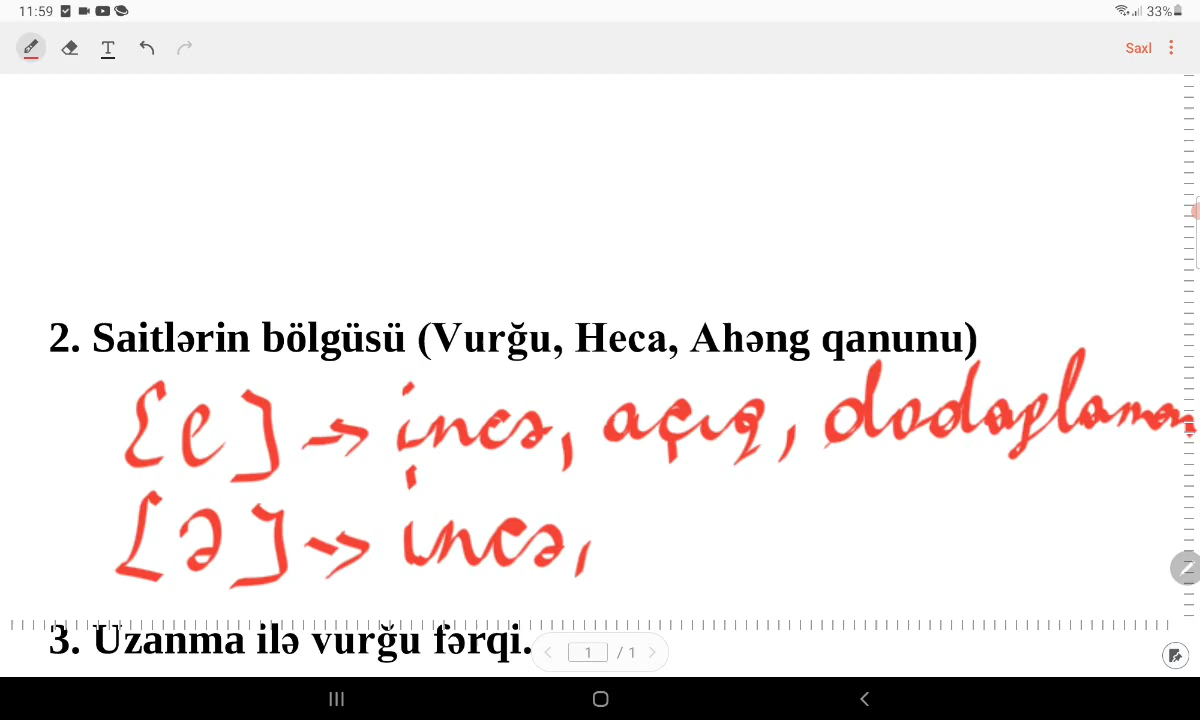 11:59 33%
Saxl
2. Saitlərin bölgüsü (Vurğu, Heca, Ahəng qanunu)
[e] → incə, açıq, dodaqlanan
[ə] → incə,
3. Uzanma ilə vurğu fərqi.
1 / 1